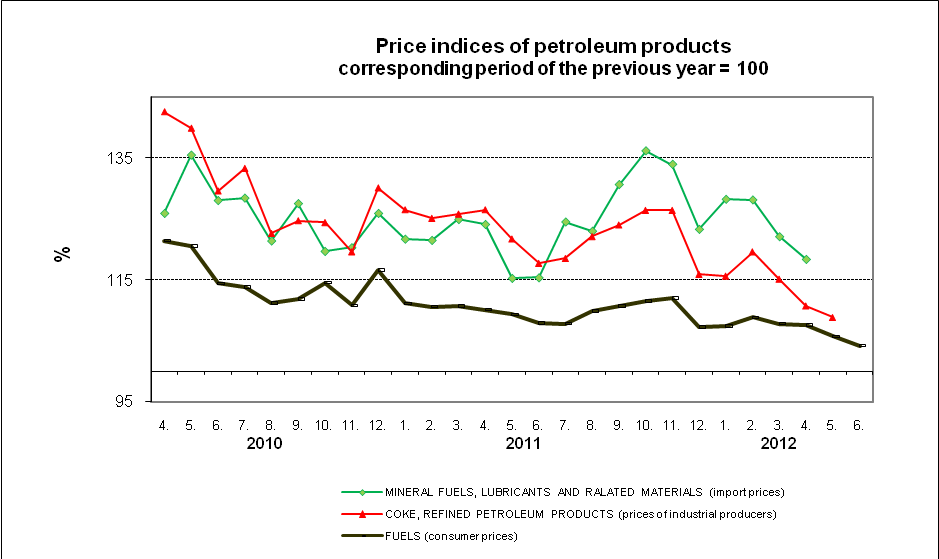 Price indices of petroleum products
corresponding period of the previous year = 100
%
135
115
95
4. 5. 6. 7. 8. 9. 10. 11. 12. 1. 2. 3. 4. 5. 6. 7. 8. 9. 10. 11. 12. 1. 2. 3. 4. 5. 6.
2010 2011 2012
MINERAL FUELS, LUBRICANTS AND RALATED MATERIALS (import prices)
COKE, REFINED PETROLEUM PRODUCTS (prices of industrial producers)
FUELS (consumer prices)